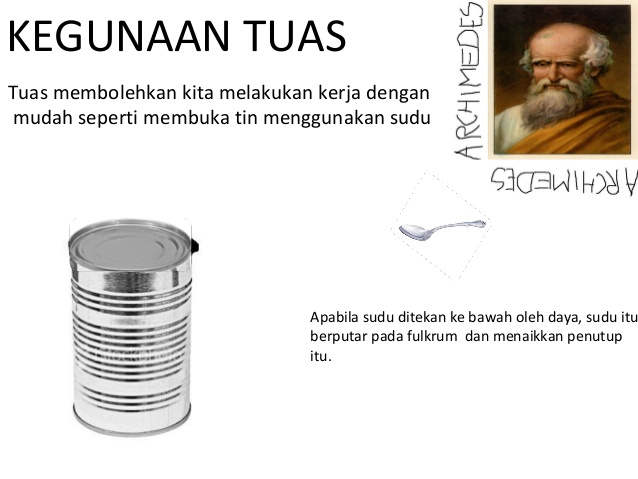 KEGUNAAN TUAS
Tuas membolehkan kita melakukan kerja dengan
mudah seperti membuka tin menggunakan sudu
ARCHIMEDES
ARCHIMEDES
Apabila sudu ditekan ke bawah oleh daya, sudu itu
berputar pada fulkrum dan menaikkan penutup
itu.